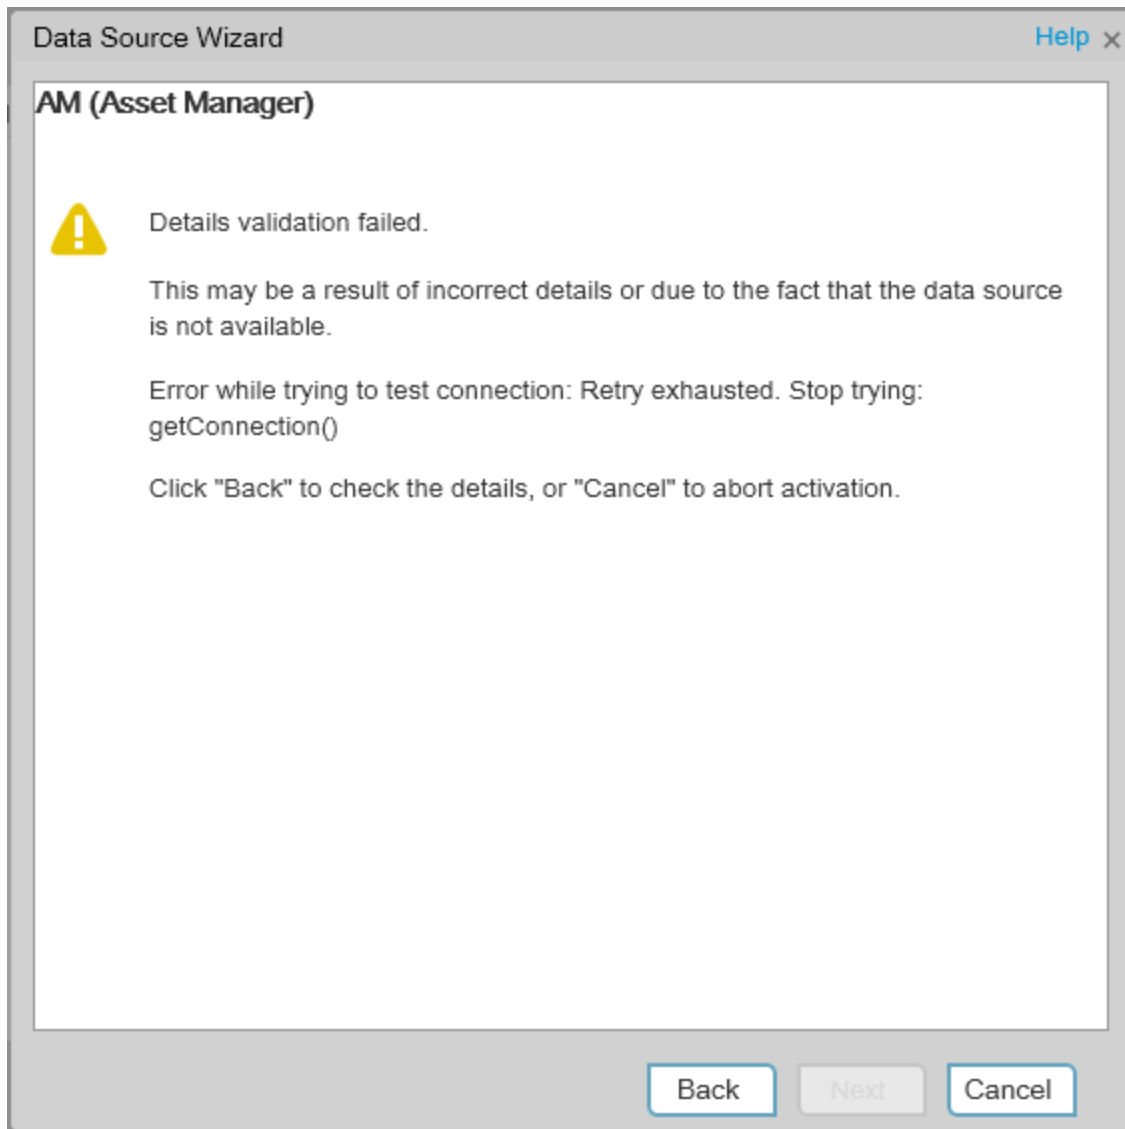 Data Source Wizard
Help ×
AM (Asset Manager)
Details validation failed.
This may be a result of incorrect details or due to the fact that the data source
is not available.
Error while trying to test connection: Retry exhausted. Stop trying:
getConnection()
Click "Back" to check the details, or "Cancel" to abort activation.
Back
Next
Cancel